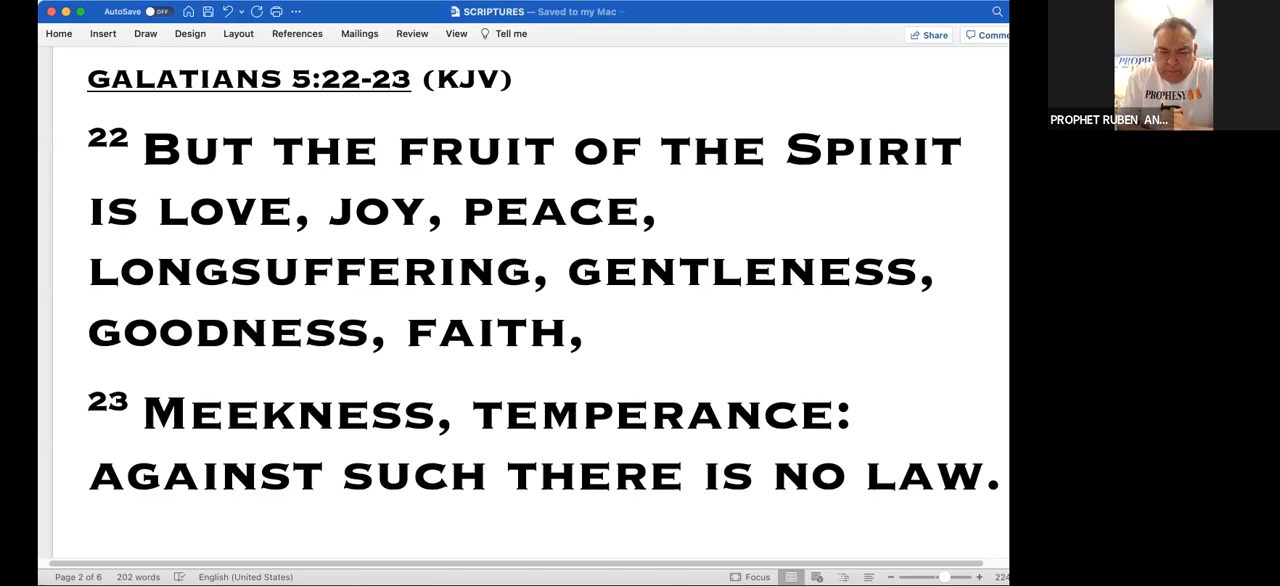 AutoSave OFF SCRIPTURES — Saved to my Mac
Home Insert Draw Design Layout References Mailings Review View Tell me Share Comme
GALATIANS 5:22-23 (KJV)
22 But the fruit of the Spirit
is love, joy, peace,
longsuffering, gentleness,
goodness, faith,
23 Meekness, temperance:
against such there is no law.
Page 2 of 6 202 words English (United States) Focus 224
PROPHESY
PROPHET RUBEN AN...